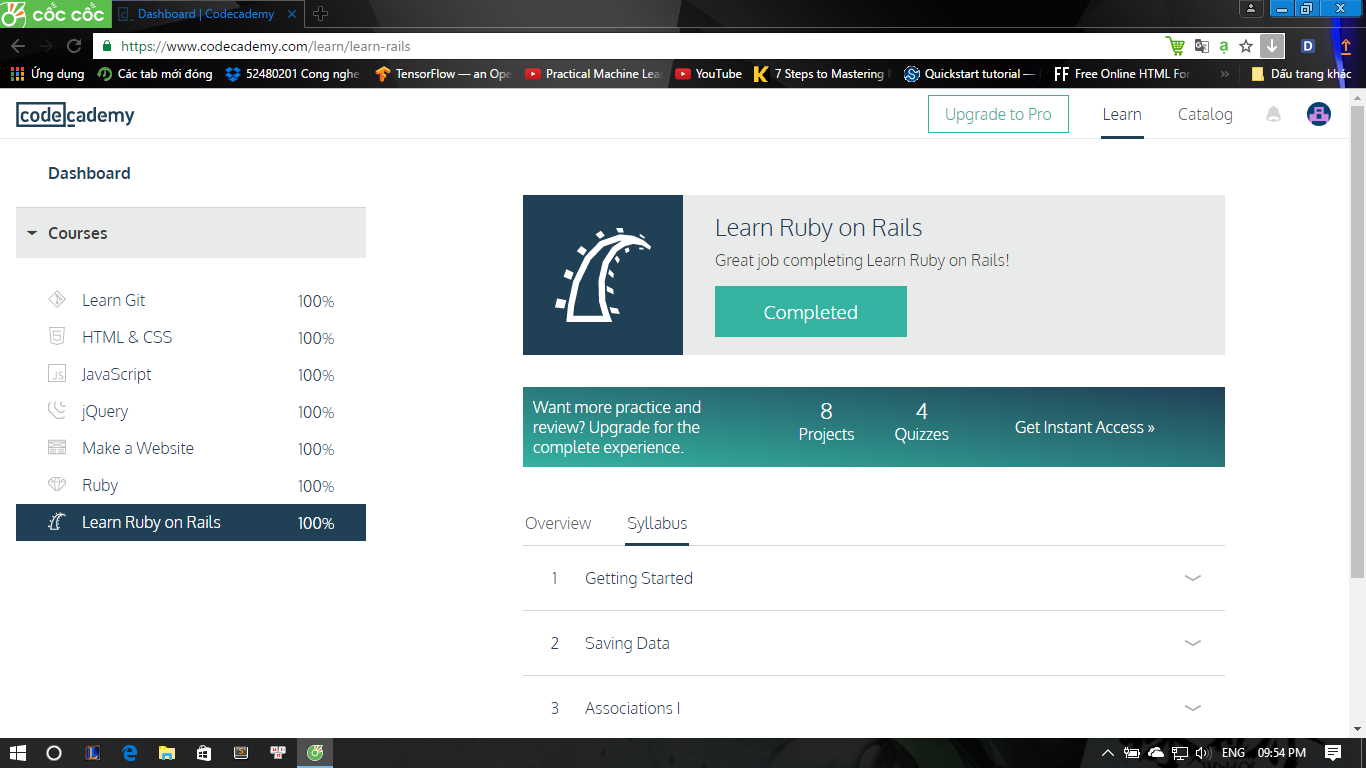 cốc cốc
Dashboard | Codecademy
https://www.codecademy.com/learn/learn-rails
Ứng dụng
Các tab mới đóng
52480201 Cong nghe
TensorFlow — an Ope
Practical Machine Lea
YouTube
7 Steps to Mastering
Quickstart tutorial —
FF Free Online HTML For
»
Dấu trang khác
codecademy
Upgrade to Pro
Learn
Catalog
Dashboard
Courses
Learn Git 100%
HTML & CSS 100%
JavaScript 100%
jQuery 100%
Make a Website 100%
Ruby 100%
Learn Ruby on Rails 100%
Learn Ruby on Rails
Great job completing Learn Ruby on Rails!
Completed
Want more practice and
review? Upgrade for the
complete experience.
8
Projects
4
Quizzes
Get Instant Access »
Overview
Syllabus
1 Getting Started
2 Saving Data
3 Associations I
ENG
09:54 PM